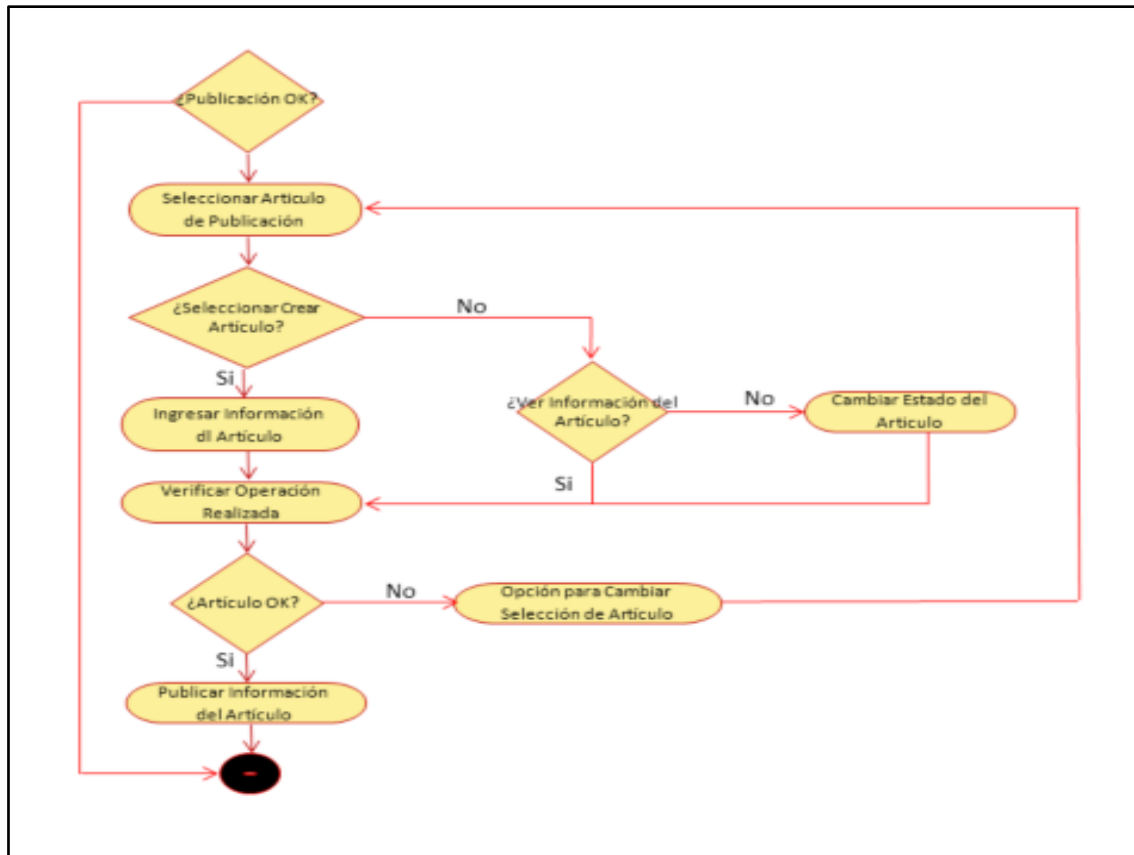 ¿Publicación OK?
Seleccionar Articulo
de Publicación
¿Seleccionar Crear
Artículo?
No
Si
¿Ver Información del
Artículo?
No
Cambiar Estado del
Articulo
Ingresar Información
dl Artículo
Si
Verificar Operación
Realizada
¿Artículo OK?
No
Opción para Cambiar
Selección de Artículo
Si
Publicar Información
del Artículo